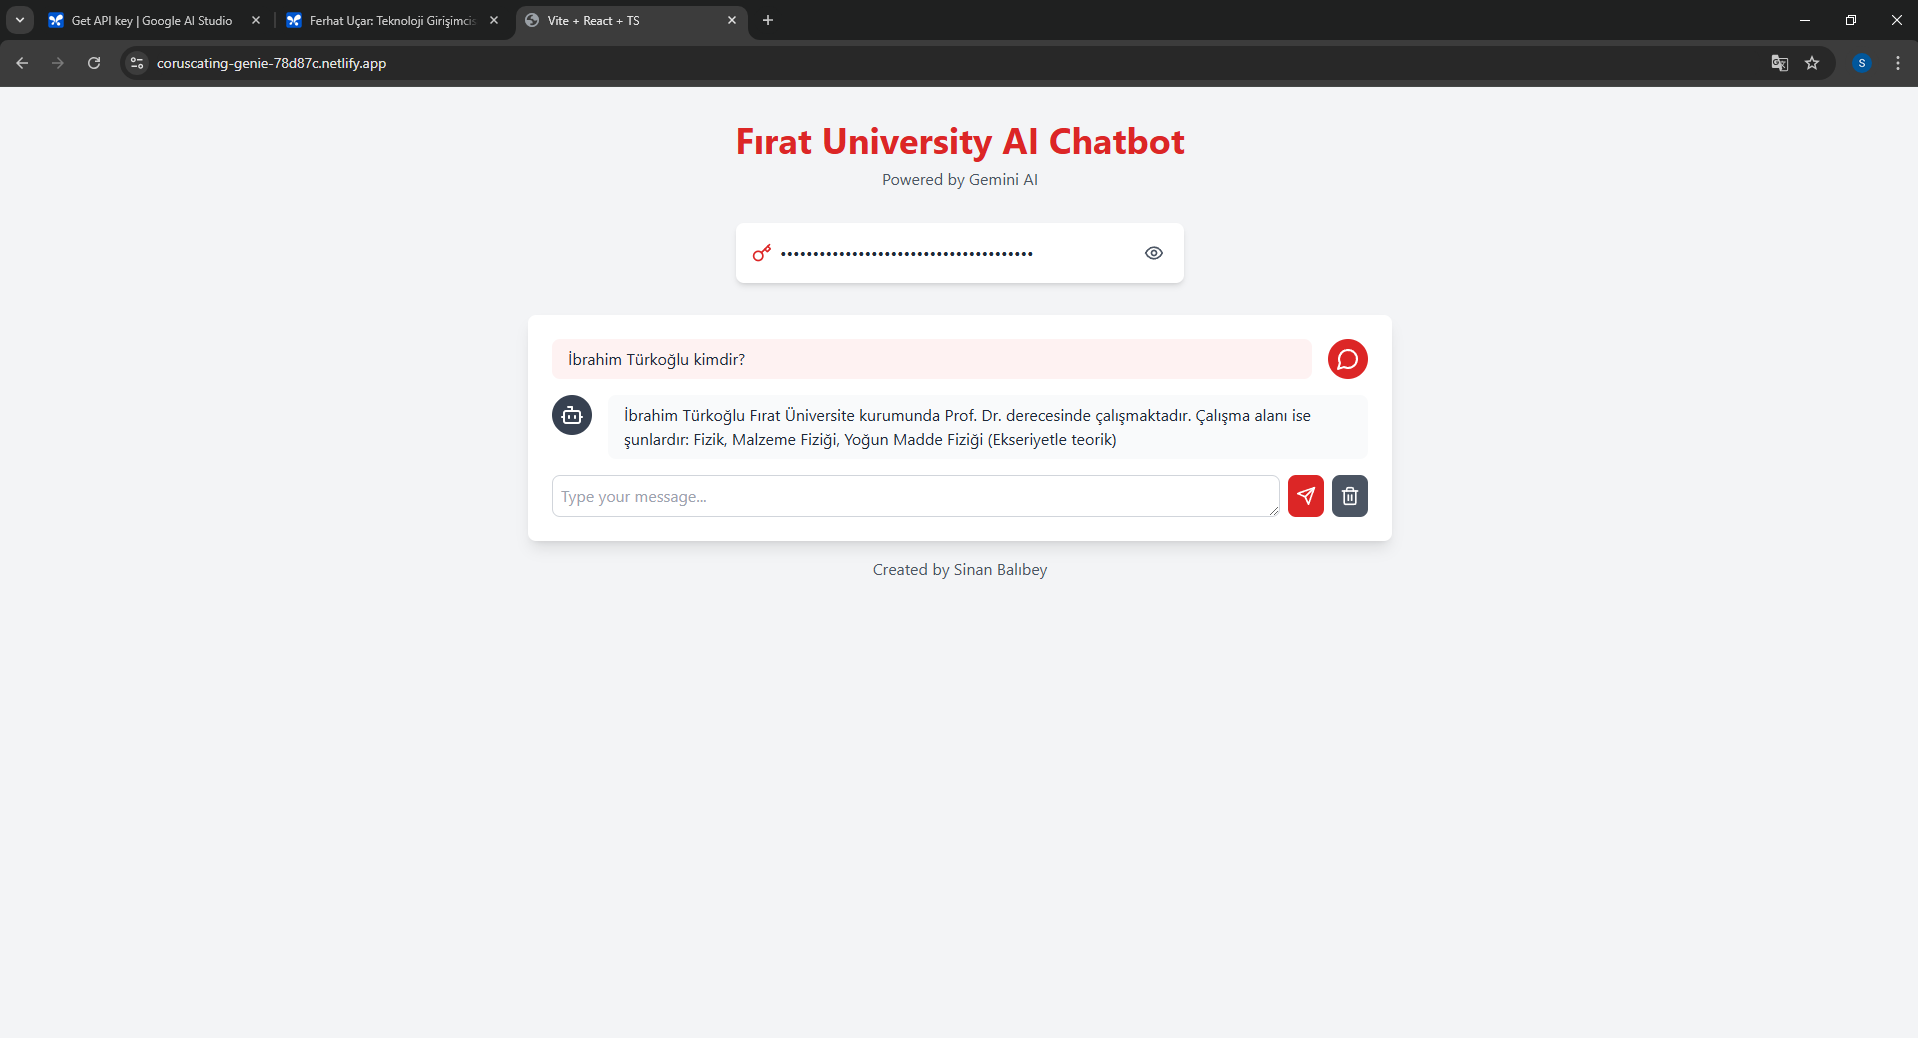 Get API key | Google AI Studio
Ferhat Uçar: Teknoloji Girişimcis
Vite + React + TS
coruscating-genie-78d87c.netlify.app
S
Fırat University AI Chatbot
Powered by Gemini AI
İbrahim Türkoğlu kimdir?
İbrahim Türkoğlu Fırat Üniversite kurumunda Prof. Dr. derecesinde çalışmaktadır. Çalışma alanı ise
şunlardır: Fizik, Malzeme Fiziği, Yoğun Madde Fiziği (Ekseriyetle teorik)
Type your message...
Created by Sinan Balıbey